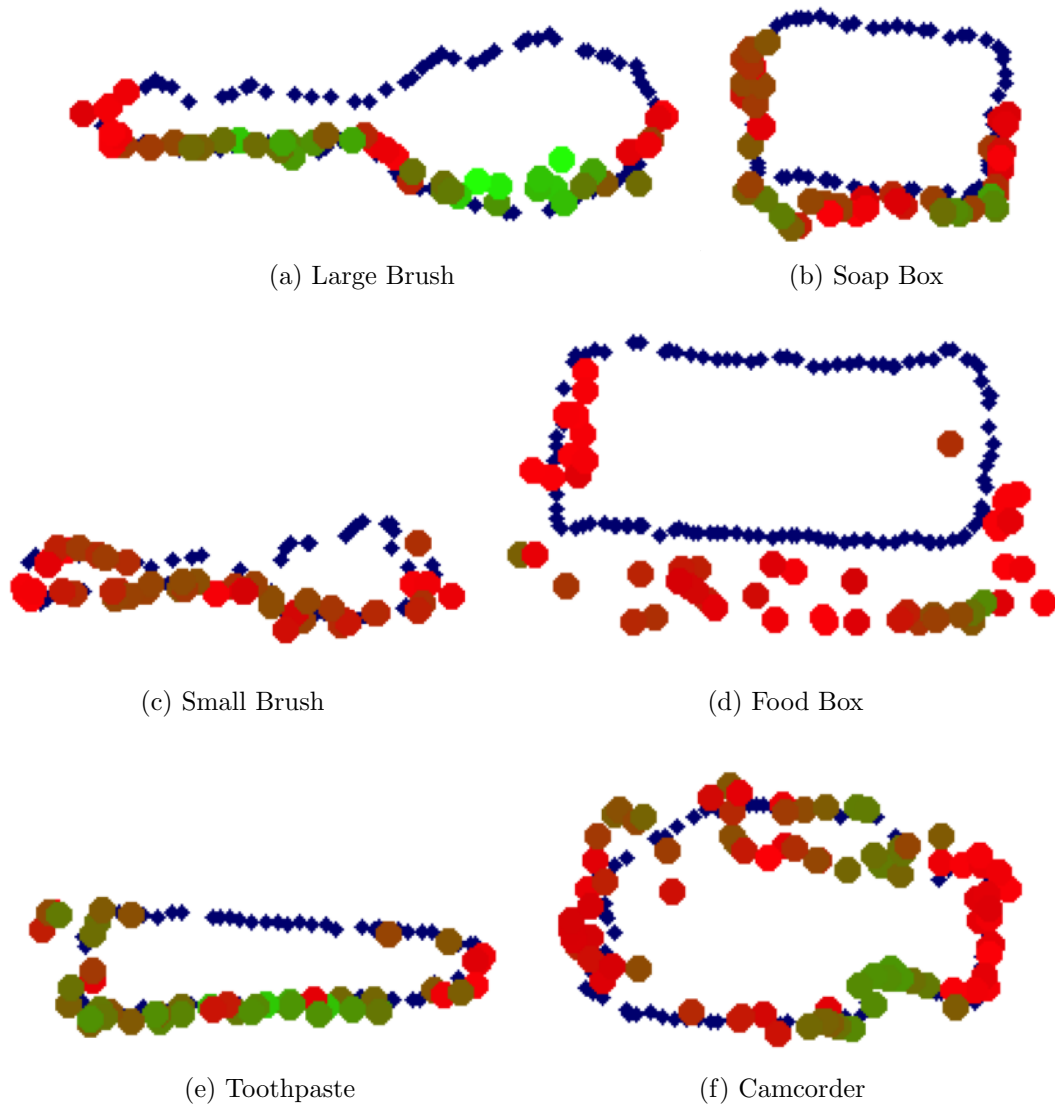 (a) Large Brush
(b) Soap Box
(c) Small Brush
(d) Food Box
(e) Toothpaste
(f) Camcorder